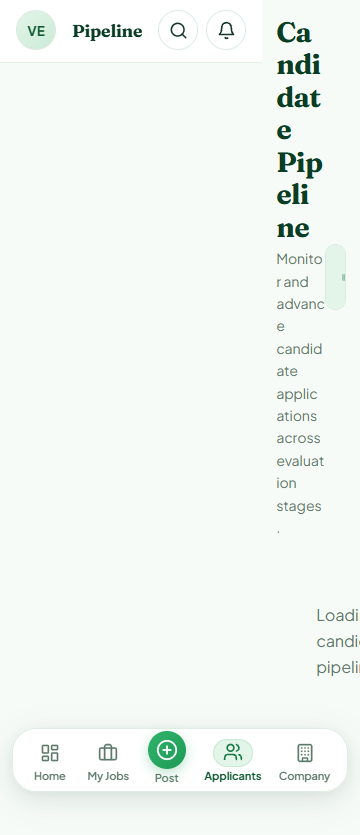 VE
Pipeline
Ca
ndi
dat
e
Pip
eli
ne
Monito
r and
advanc
e
candid
ate
applic
ations
across
evaluat
ion
stages
.
Loadi
candi
pipeli
Home
My Jobs
Post
Applicants
Company